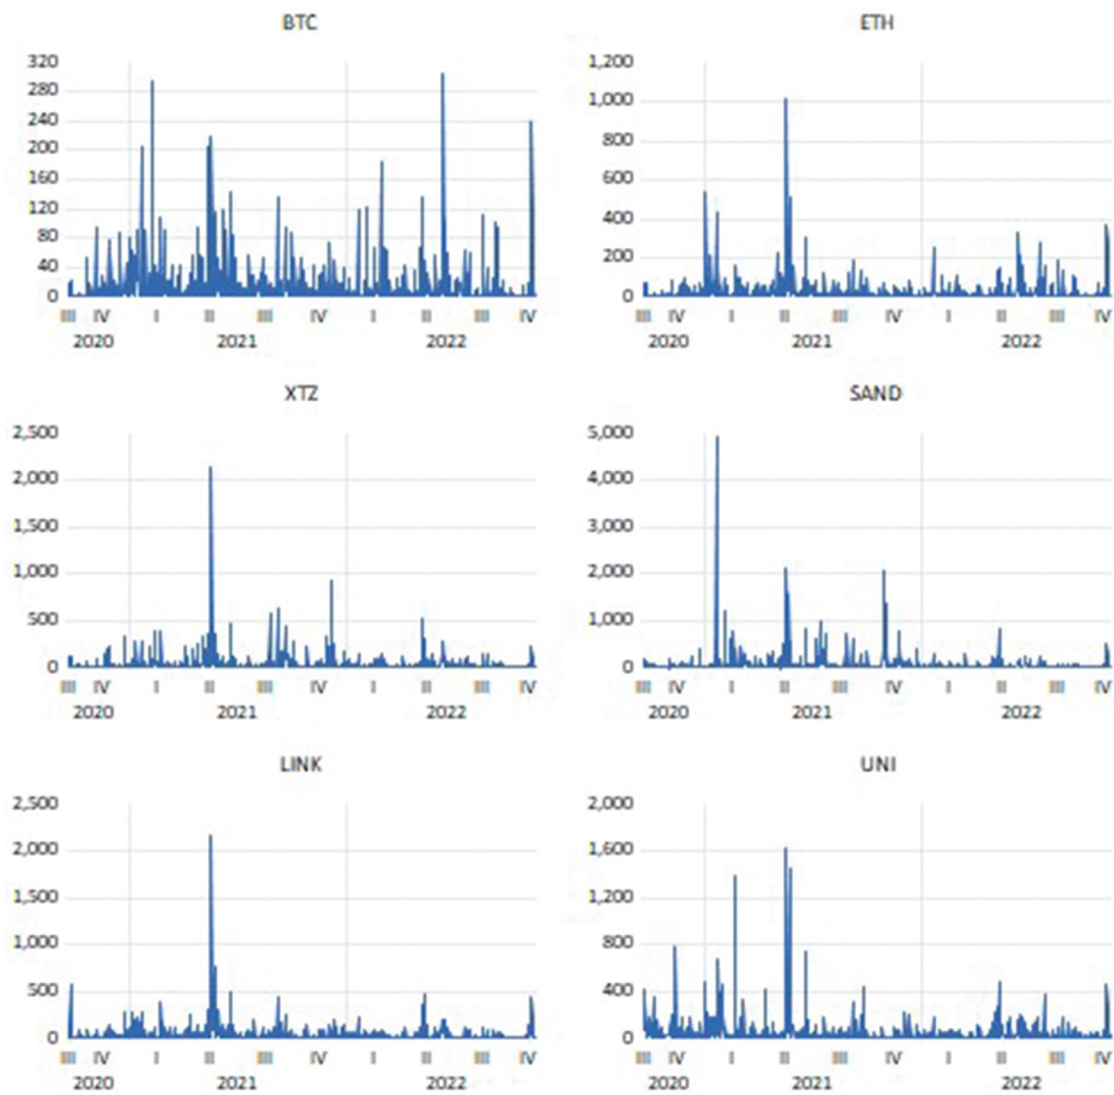 BTC
320
280
240
200
160
120
80
40
0
III IV I II III IV I II III IV
2020 2021 2022
ETH
1,200
1,000
800
600
400
200
0
III IV I II III IV I II III IV
2020 2021 2022
XTZ
2,500
2,000
1,500
1,000
500
0
III IV I II III IV I II III IV
2020 2021 2022
SAND
5,000
4,000
3,000
2,000
1,000
0
III IV I II III IV I II III IV
2020 2021 2022
LINK
2,500
2,000
1,500
1,000
500
0
III IV I II III IV I II III IV
2020 2021 2022
UNI
2,000
1,600
1,200
800
400
0
III IV I II III IV I II III IV
2020 2021 2022